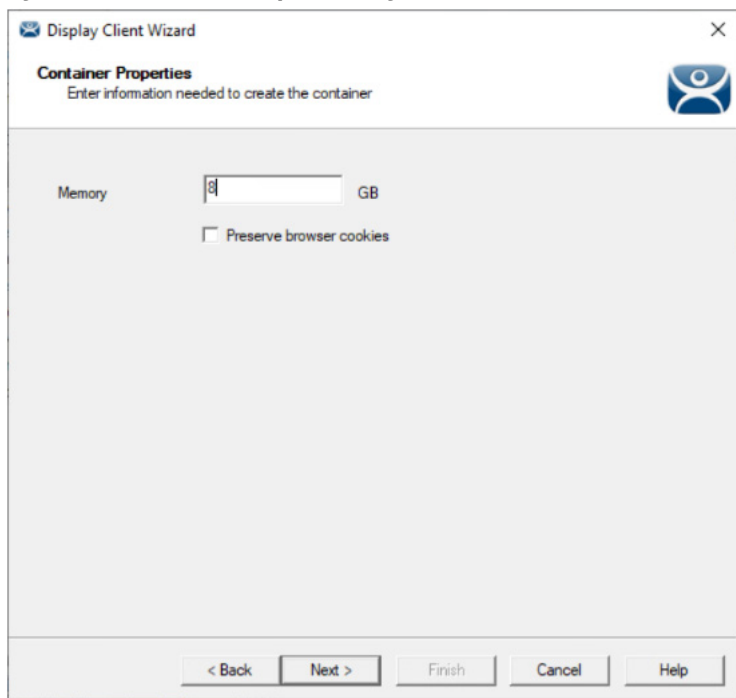 Display Client Wizard
Container Properties
Enter information needed to create the container
Memory 8 GB
Preserve browser cookies
< Back Next > Finish Cancel Help